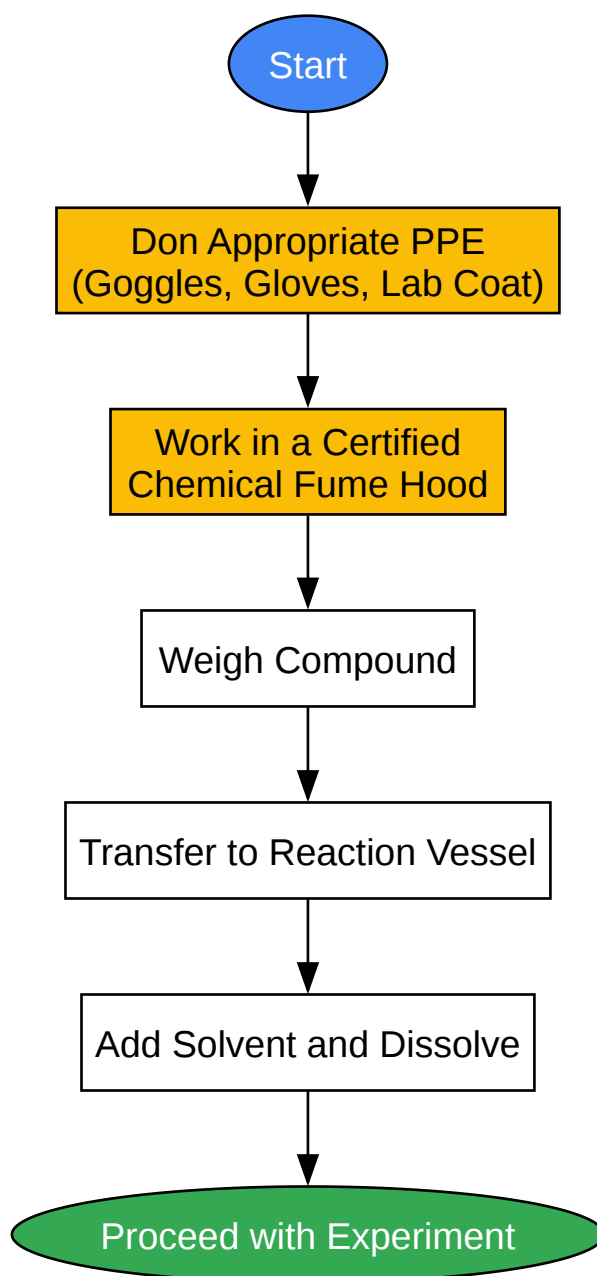 Start
Don Appropriate PPE
(Goggles, Gloves, Lab Coat)
Work in a Certified
Chemical Fume Hood
Weigh Compound
Transfer to Reaction Vessel
Add Solvent and Dissolve
Proceed with Experiment